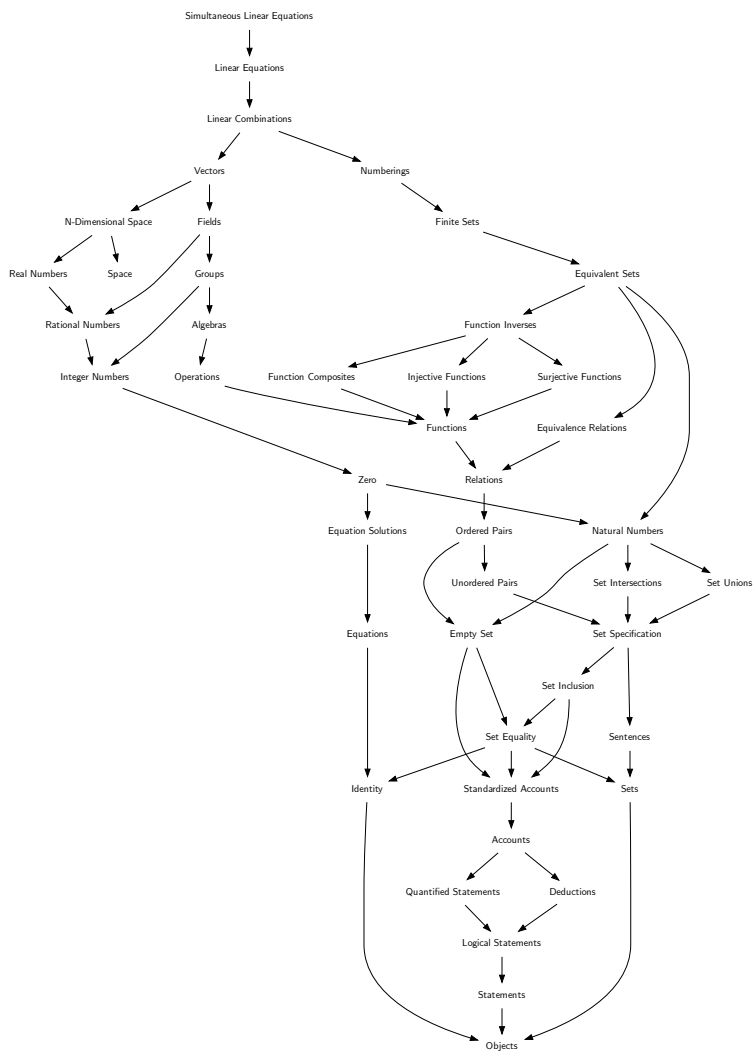 Simultaneous Linear Equations
Linear Equations
Linear Combinations
Vectors
Numberings
N-Dimensional Space
Fields
Finite Sets
Real Numbers
Space
Groups
Equivalent Sets
Rational Numbers
Algebras
Function Inverses
Integer Numbers
Operations
Function Composites
Injective Functions
Surjective Functions
Functions
Equivalence Relations
Zero
Relations
Equation Solutions
Ordered Pairs
Natural Numbers
Unordered Pairs
Set Intersections
Set Unions
Equations
Empty Set
Set Specification
Set Inclusion
Set Equality
Sentences
Identity
Standardized Accounts
Sets
Accounts
Quantified Statements
Deductions
Logical Statements
Statements
Objects